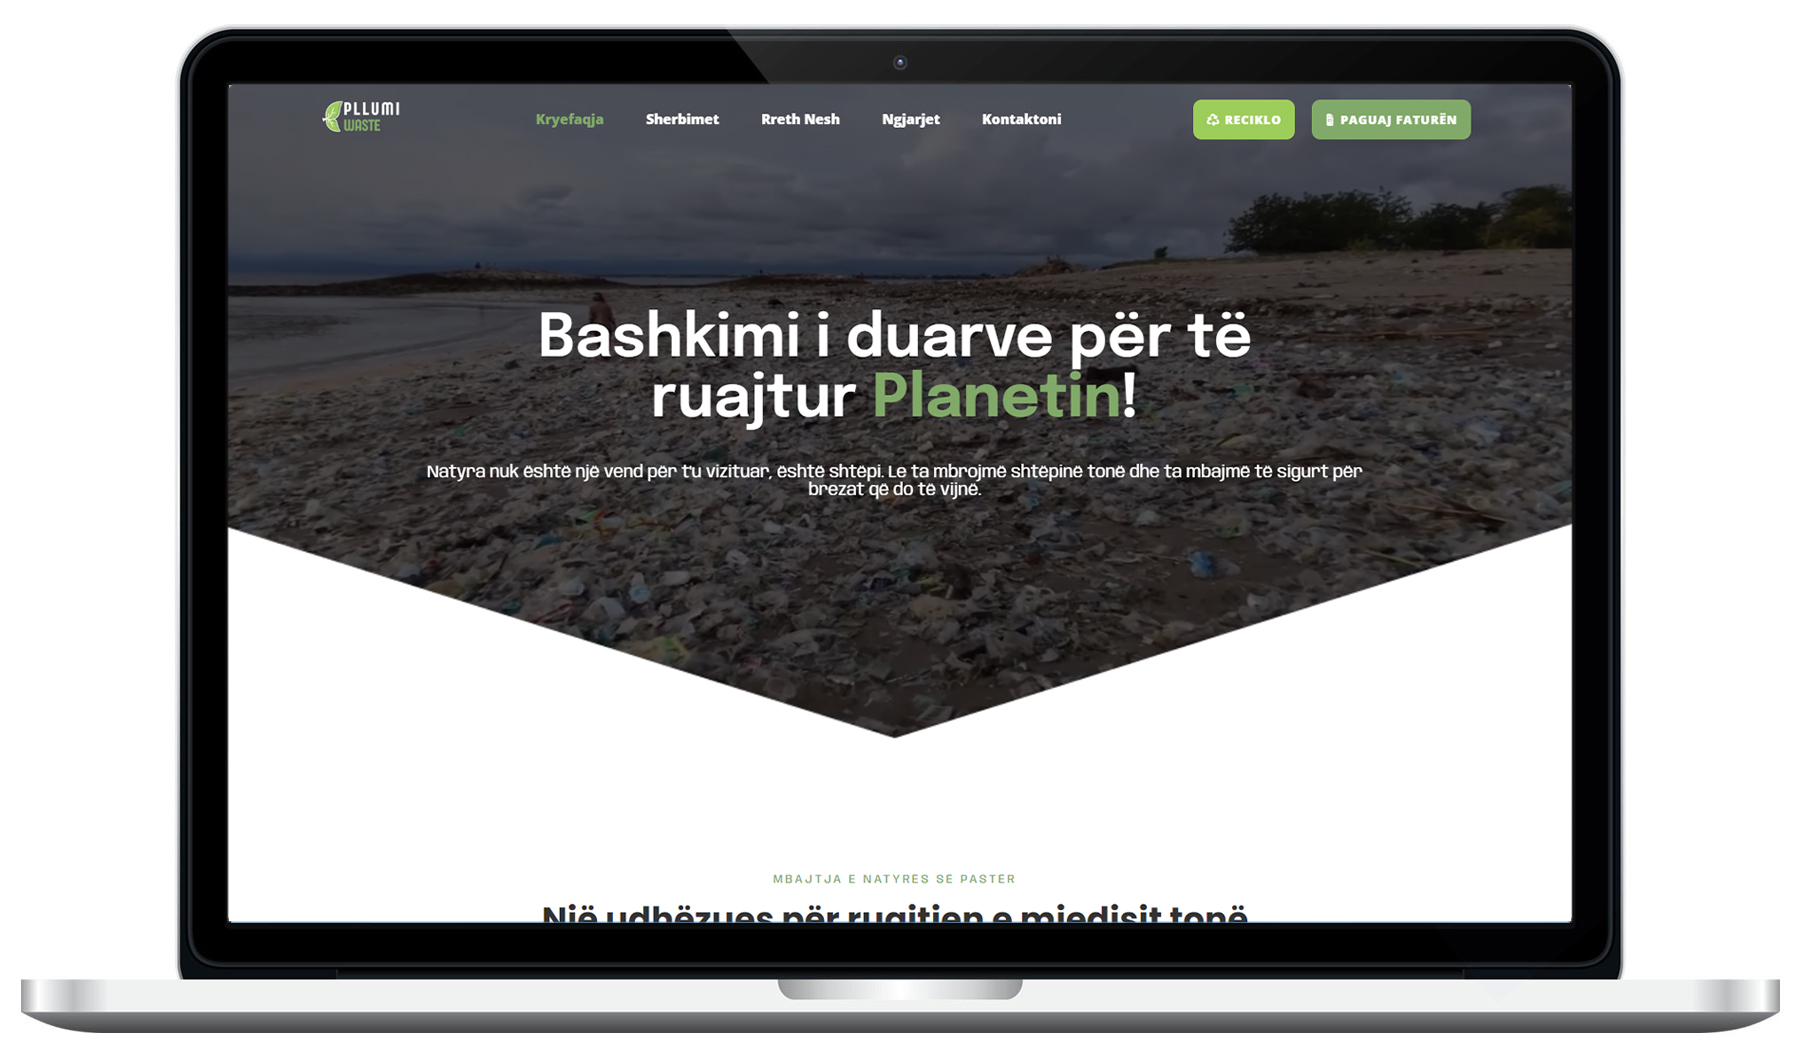 PLLUMI
WASTE
Kryefaqja
Sherbimet
Rreth Nesh
Ngjarjet
Kontaktoni
RECIKLO
PAGUAJ FATURËN
Bashkimi i duarve për të
ruajtur Planetin!
Natyra nuk është një vend për t'u vizituar, është shtëpi. Le ta mbrojmë shtëpinë tonë dhe ta mbajmë të sigurt për
brezat që do të vijnë.
MBAJTJA E NATYRES SE PASTER
Një udhëzues për ruajtjen e mjedisit tonë